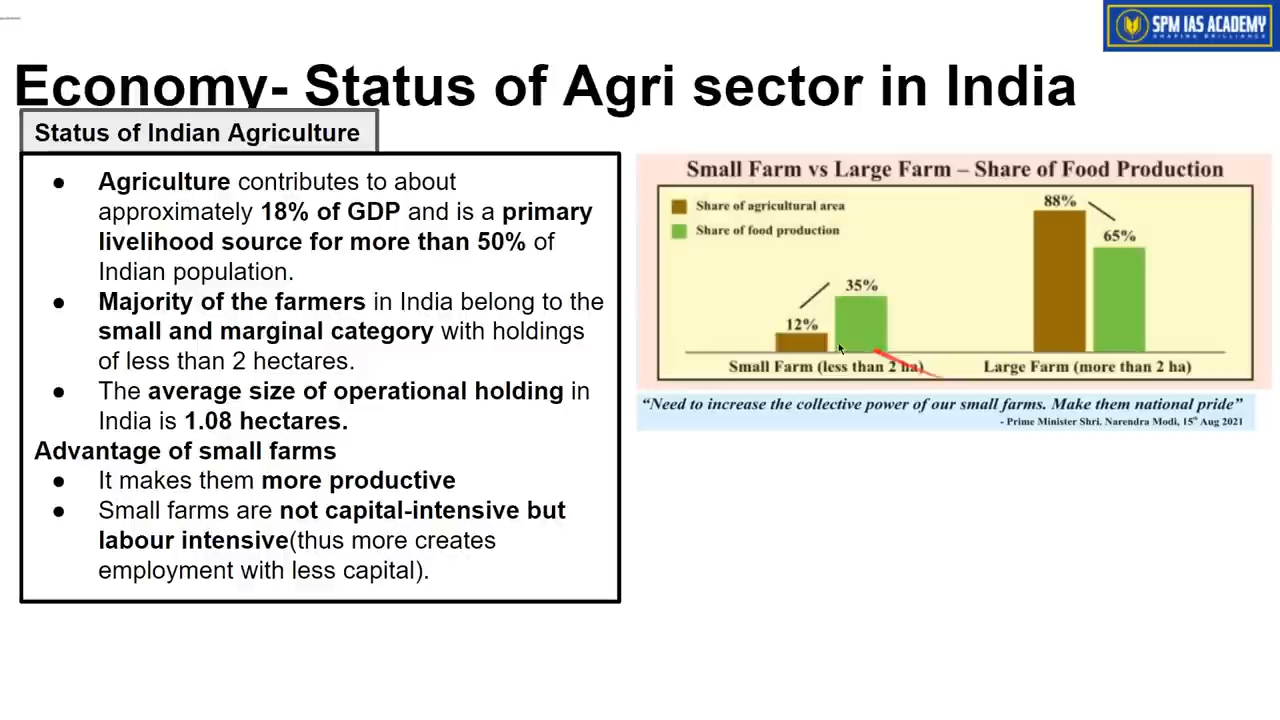 SPM IAS ACADEMY
SHAPING BRILLIANCE
Economy- Status of Agri sector in India
Status of Indian Agriculture
● Agriculture contributes to about
approximately 18% of GDP and is a primary
livelihood source for more than 50% of
Indian population.
● Majority of the farmers in India belong to the
small and marginal category with holdings
of less than 2 hectares.
● The average size of operational holding in
India is 1.08 hectares.
Advantage of small farms
● It makes them more productive
● Small farms are not capital-intensive but
labour intensive(thus more creates
employment with less capital).
Small Farm vs Large Farm – Share of Food Production
Share of agricultural area
Share of food production
12%
35%
88%
65%
Small Farm (less than 2 ha)
Large Farm (more than 2 ha)
“Need to increase the collective power of our small farms. Make them national pride”
- Prime Minister Shri. Narendra Modi, 15th Aug 2021